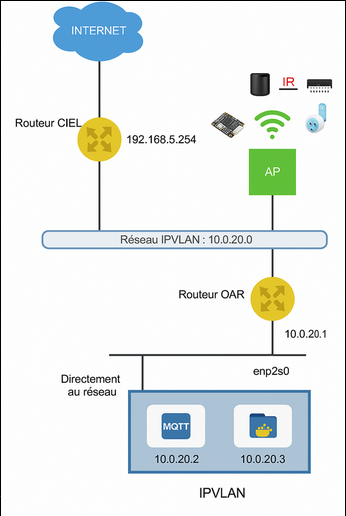 INTERNET
IR
Routeur CIEL
192.168.5.254
AP
Réseau IPVLAN : 10.0.20.0
Routeur OAR
10.0.20.1
enp2s0
Directement
au réseau
MQTT
10.0.20.2
10.0.20.3
IPVLAN